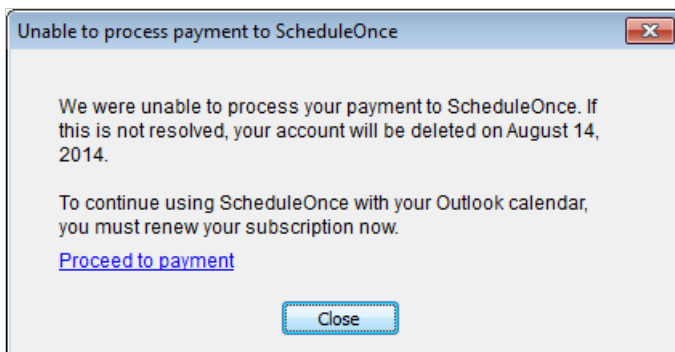 Unable to process payment to ScheduleOnce
We were unable to process your payment to ScheduleOnce. If
this is not resolved, your account will be deleted on August 14,
2014.
To continue using ScheduleOnce with your Outlook calendar,
you must renew your subscription now.
Proceed to payment
Close